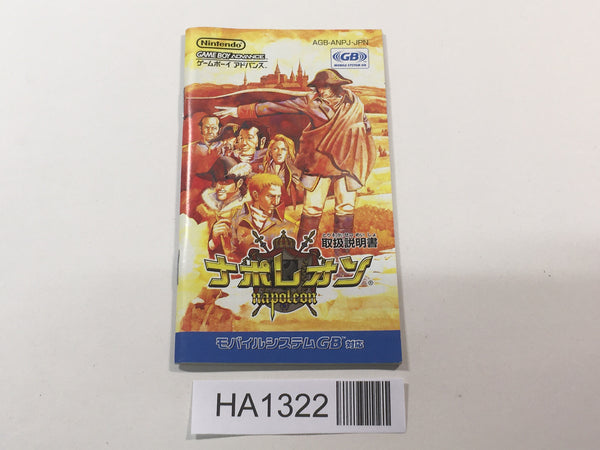 Nintendo
GAME BOY ADVANCE
ゲームボーイ アドバンス™
AGB-ANPJ-JPN
GB
MOBILE SYSTEM GB
取扱説明書
ナポレオン®
napoleon
モバイルシステムGB対応
HA1322